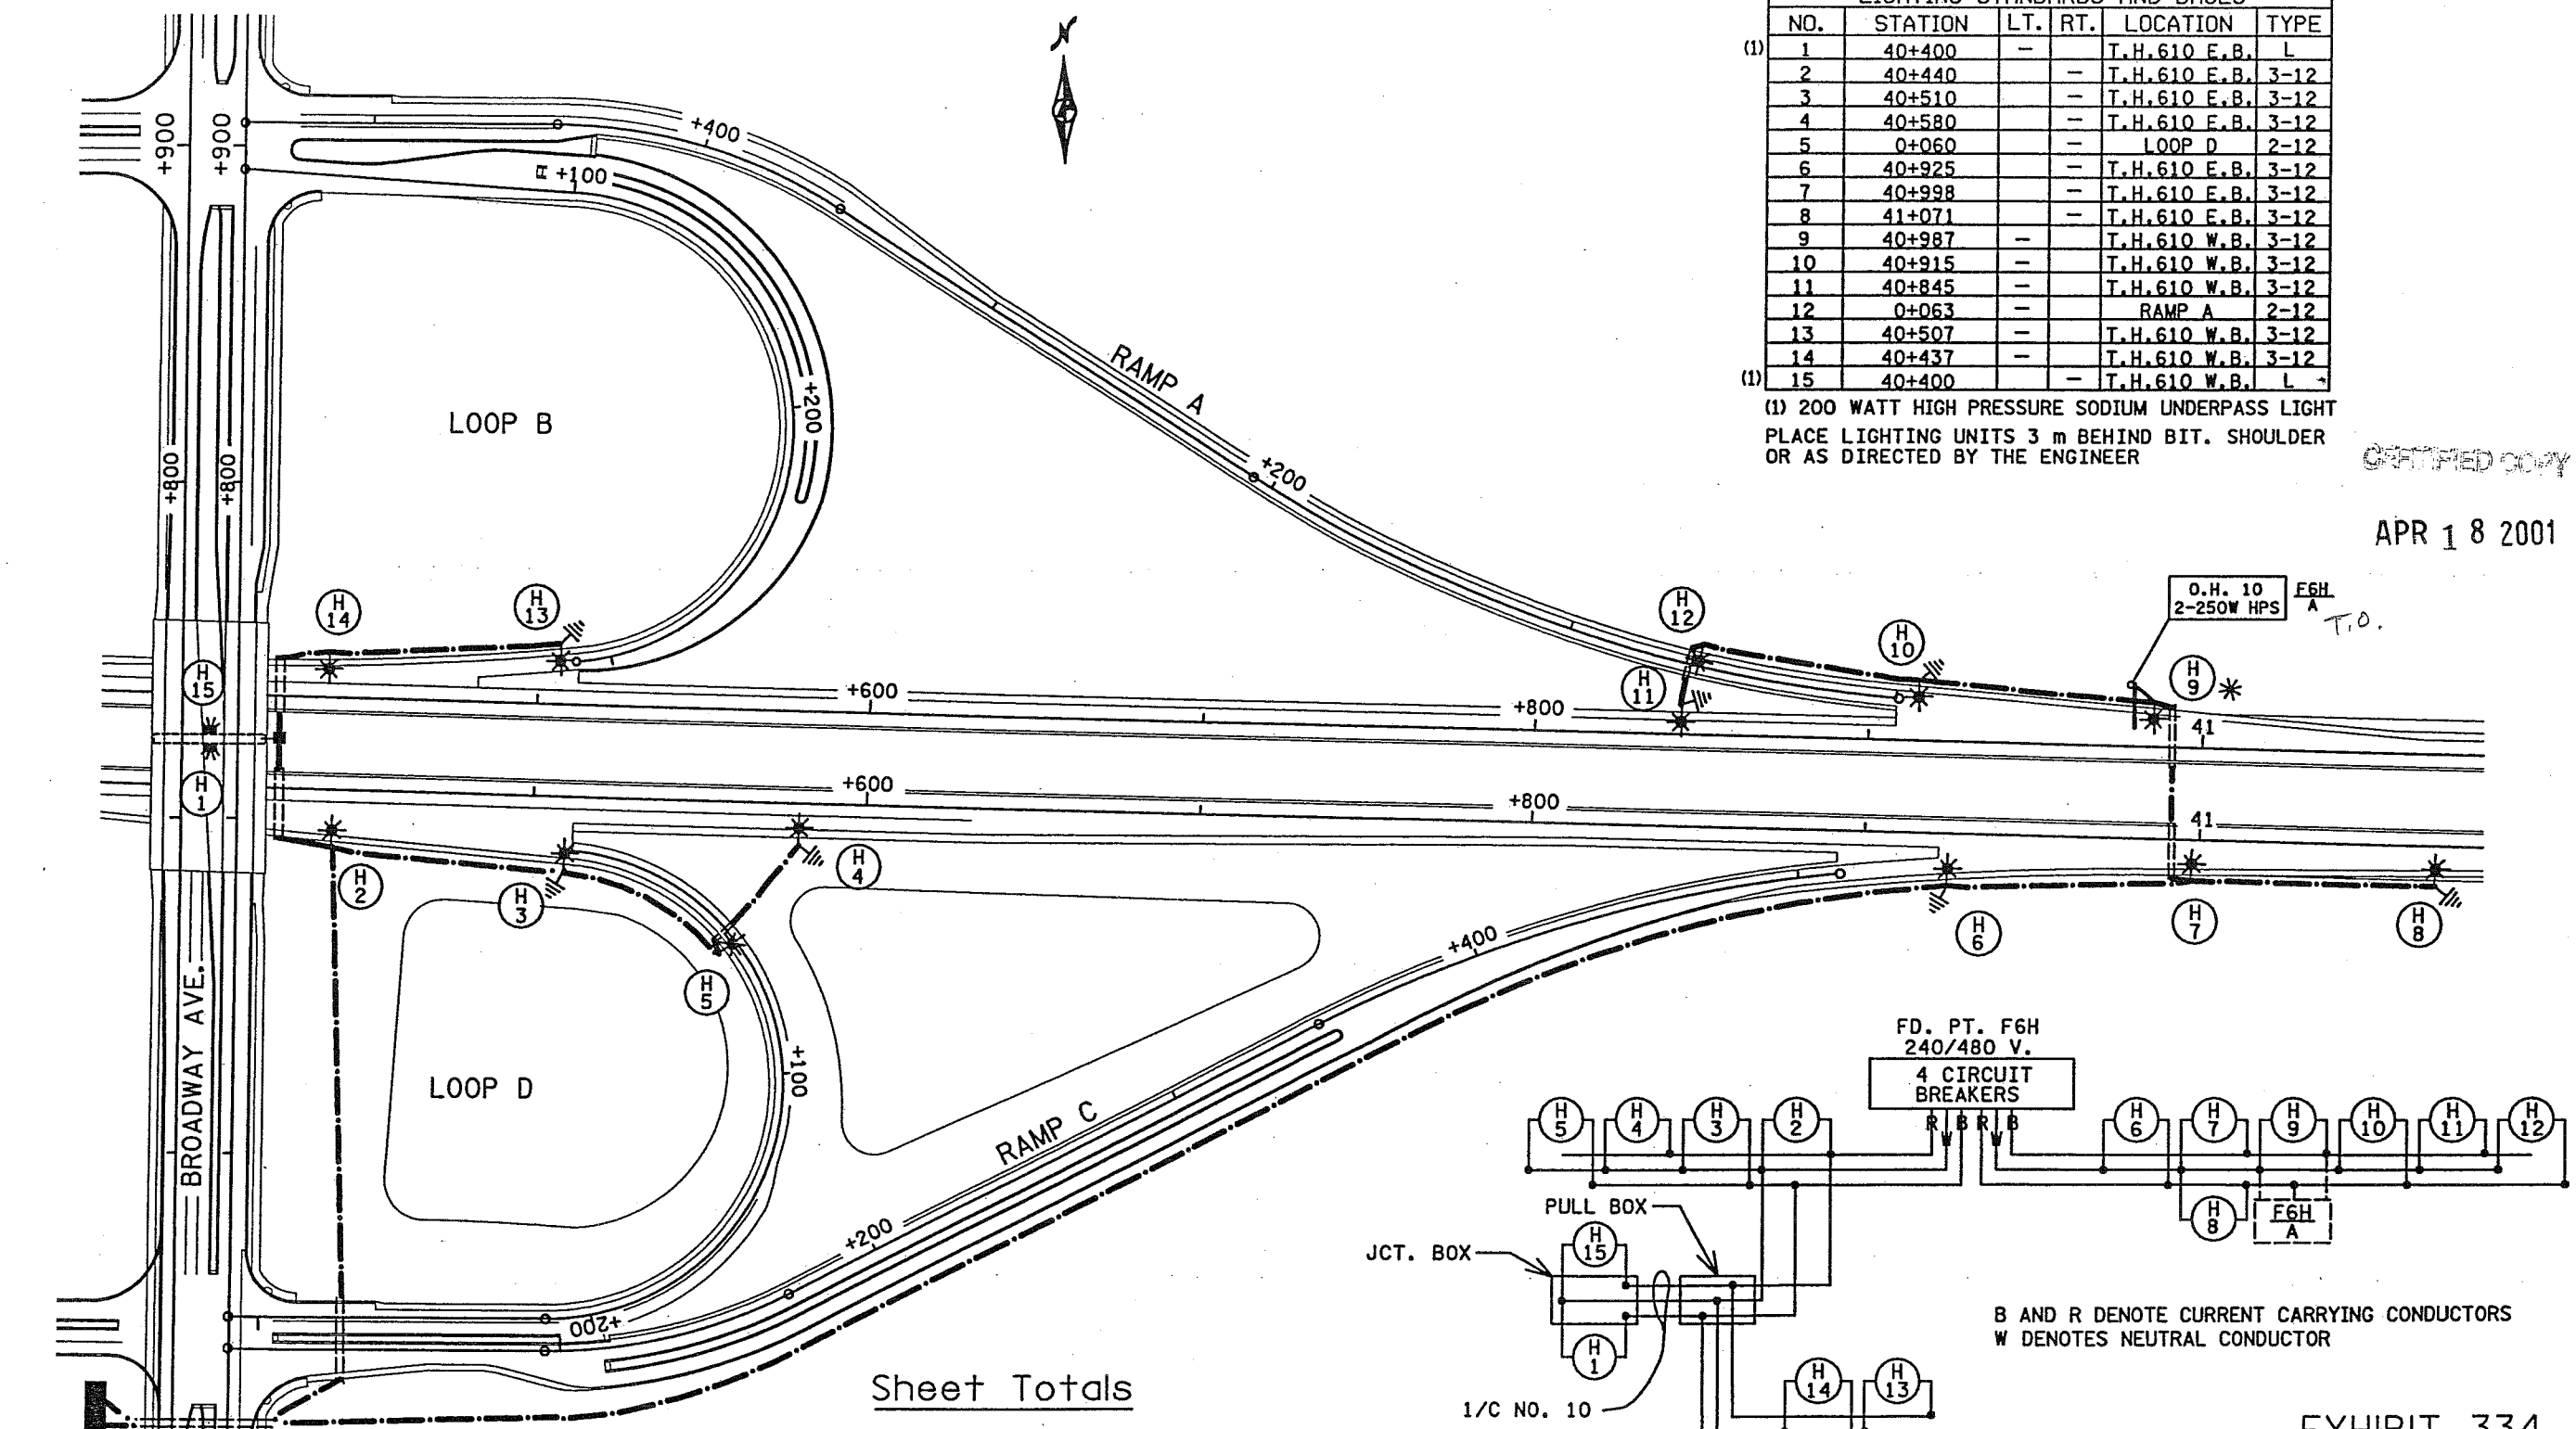 NO. STATION LT. RT. LOCATION TYPE
(1) 1 40+400 - T.H.610 E.B. L
2 40+440 - T.H.610 E.B. 3-12
3 40+510 - T.H.610 E.B. 3-12
4 40+580 - T.H.610 E.B. 3-12
5 0+060 - LOOP D 2-12
6 40+925 - T.H.610 E.B. 3-12
7 40+998 - T.H.610 E.B. 3-12
8 41+071 - T.H.610 E.B. 3-12
9 40+987 - T.H.610 W.B. 3-12
10 40+915 - T.H.610 W.B. 3-12
11 40+845 - T.H.610 W.B. 3-12
12 0+063 - RAMP A 2-12
13 40+507 - T.H.610 W.B. 3-12
14 40+437 - T.H.610 W.B. 3-12
(1) 15 40+400 - T.H.610 W.B. L
(1) 200 WATT HIGH PRESSURE SODIUM UNDERPASS LIGHT
PLACE LIGHTING UNITS 3 m BEHIND BIT. SHOULDER
OR AS DIRECTED BY THE ENGINEER
CERTIFIED COPY
APR 18 2001
N
+900
+900
+400
+100
+200
LOOP B
RAMP A
+200
+800
+800
H 14
H 13
H 12
H 10
O.H. 10
2-250W HPS
F6H
A
T.O.
H 15
H 11
H 9
+600
+800
41
H 1
+600
+800
41
H 2
H 3
H 4
H 5
H 6
H 7
H 8
+400
BROADWAY AVE.
LOOP D
+100
RAMP C
+200
+200
Sheet Totals
FD. PT. F6H
240/480 V.
4 CIRCUIT
BREAKERS
R W B R W B
H 5
H 4
H 3
H 2
H 6
H 7
H 9
H 10
H 11
H 12
H 8
F6H
A
PULL BOX
JCT. BOX
H 15
H 1
1/C NO. 10
H 14
H 13
B AND R DENOTE CURRENT CARRYING CONDUCTORS
W DENOTES NEUTRAL CONDUCTOR
EXHIBIT 334